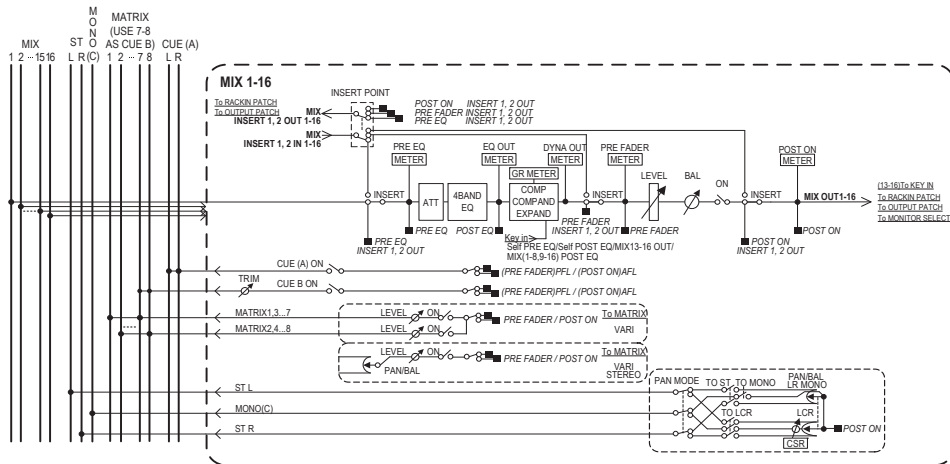 MIX
1 2 ··· 15 16
ST
L R
MONO
(C)
MATRIX
(USE 7-8
AS CUE B)
1 2 ··· 7 8
CUE (A)
L R
MIX 1-16
To RACKIN PATCH
To OUTPUT PATCH
MIX
INSERT 1, 2 OUT 1-16
MIX
INSERT 1, 2 IN 1-16
INSERT POINT
POST ON INSERT 1, 2 OUT
PRE FADER INSERT 1, 2 OUT
PRE EQ INSERT 1, 2 OUT
PRE EQ
METER
EQ OUT
METER
DYNA OUT
METER
PRE FADER
METER
POST ON
METER
GR METER
INSERT
ATT
4BAND
EQ
COMP
COMPAND
EXPAND
INSERT
LEVEL
BAL
ON
INSERT
MIX OUT1-16
(13-16)To KEY IN
To RACKIN PATCH
To OUTPUT PATCH
To MONITOR SELECT
PRE EQ
INSERT 1, 2 OUT
PRE EQ
POST EQ
PRE FADER
INSERT 1, 2 OUT
PRE FADER
POST ON
INSERT 1, 2 OUT
POST ON
Key in
Self PRE EQ/Self POST EQ/MIX13-16 OUT/
MIX(1-8,9-16) POST EQ
CUE (A) ON
(PRE FADER)PFL / (POST ON)AFL
TRIM
CUE B ON
(PRE FADER)PFL / (POST ON)AFL
MATRIX1,3...7
LEVEL
ON
PRE FADER / POST ON
To MATRIX
VARI
MATRIX2,4...8
LEVEL
LEVEL
ON
PAN/BAL
PRE FADER / POST ON
To MATRIX
VARI
STEREO
ST L
MONO(C)
ST R
PAN MODE
TO ST, TO MONO
PAN/BAL
LR MONO
TO LCR
LCR
CSR
POST ON